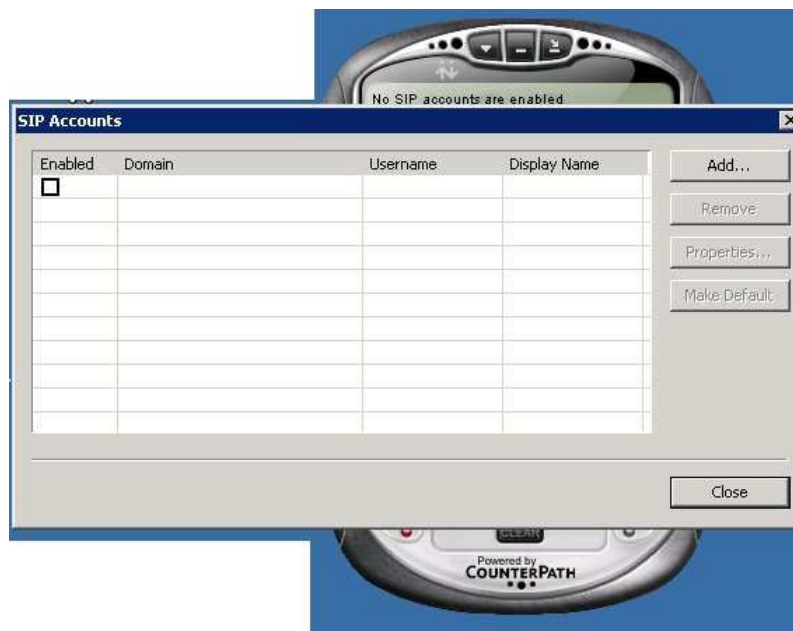 No SIP accounts are enabled
SIP Accounts
Enabled Domain Username Display Name
Add...
Remove
Properties...
Make Default
Close
CLEAR
Powered by
COUNTERPATH